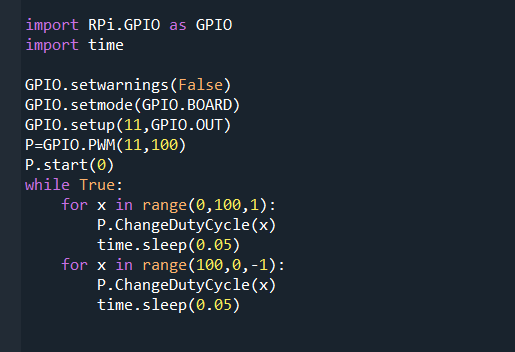 import RPi.GPIO as GPIO
import time

GPIO.setwarnings(False)
GPIO.setmode(GPIO.BOARD)
GPIO.setup(11,GPIO.OUT)
P=GPIO.PWM(11,100)
P.start(0)
while True:
    for x in range(0,100,1):
        P.ChangeDutyCycle(x)
        time.sleep(0.05)
    for x in range(100,0,-1):
        P.ChangeDutyCycle(x)
        time.sleep(0.05)